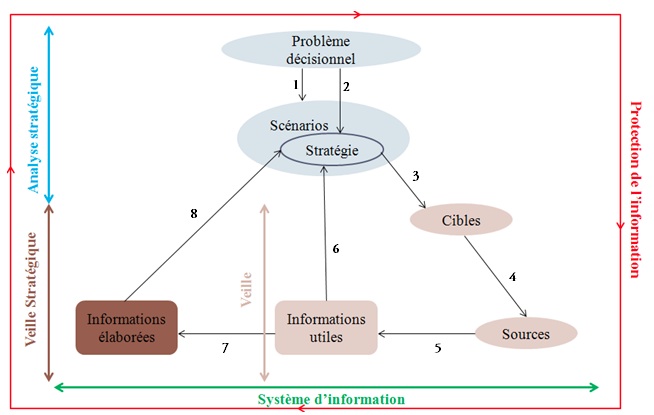 Problème
décisionnel
1
2
Scénarios
Stratégie
3
Cibles
8
6
4
Informations
élaborées
7
Informations
utiles
5
Sources
Analyse stratégique
Veille Stratégique
Veille
Système d'information
Protection de l'information